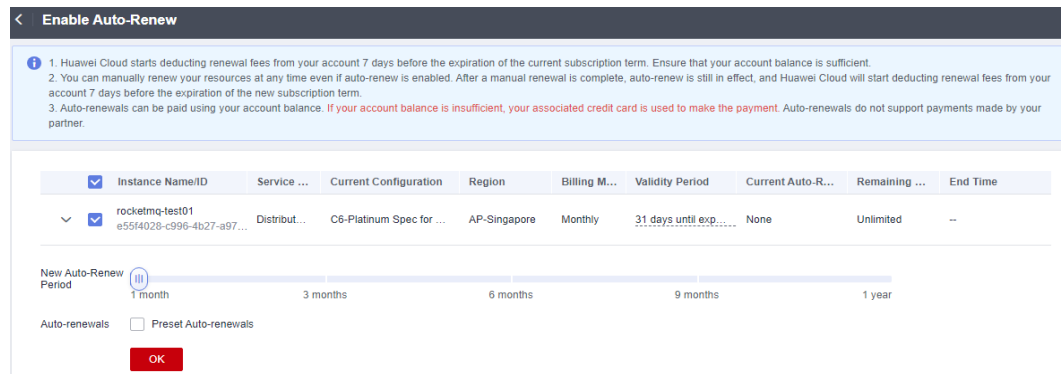 Enable Auto-Renew
1. Huawei Cloud starts deducting renewal fees from your account 7 days before the expiration of the current subscription term. Ensure that your account balance is sufficient.
2. You can manually renew your resources at any time even if auto-renew is enabled. After a manual renewal is complete, auto-renew is still in effect, and Huawei Cloud will start deducting renewal fees from your
account 7 days before the expiration of the new subscription term.
3. Auto-renewals can be paid using your account balance. If your account balance is insufficient, your associated credit card is used to make the payment. Auto-renewals do not support payments made by your
partner.
Instance Name/ID Service ... Current Configuration Region Billing M... Validity Period Current Auto-R... Remaining ... End Time
rocketmq-test01
e55f4028-c996-4b27-a97... Distribut... C6-Platinum Spec for ... AP-Singapore Monthly 31 days until exp... None Unlimited --
New Auto-Renew
Period
1 month 3 months 6 months 9 months 1 year
Auto-renewals Preset Auto-renewals
OK